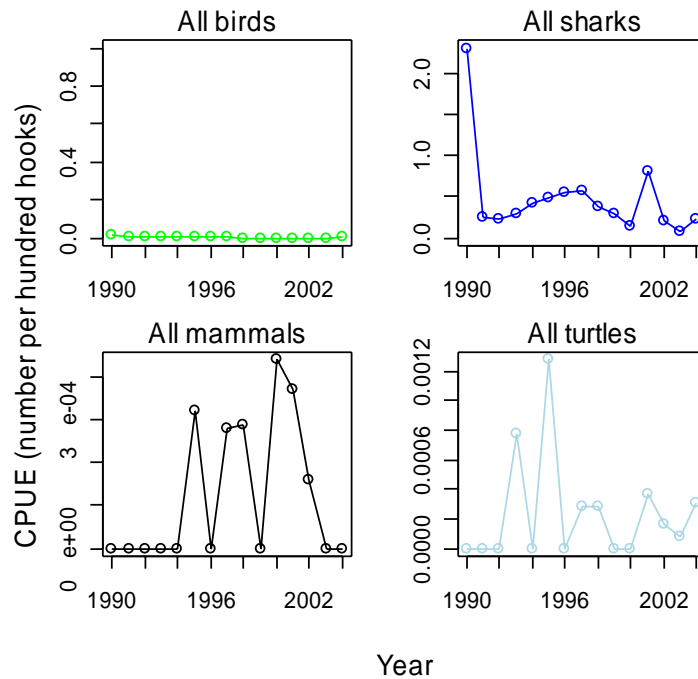 All birds
All sharks
CPUE (number per hundred hooks)
0.0 0.4 0.8
1990 1996 2002
0.0 1.0 2.0
1990 1996 2002
All mammals
All turtles
0 e+00 3 e-04
1990 1996 2002
0.0000 0.0006 0.0012
1990 1996 2002
Year